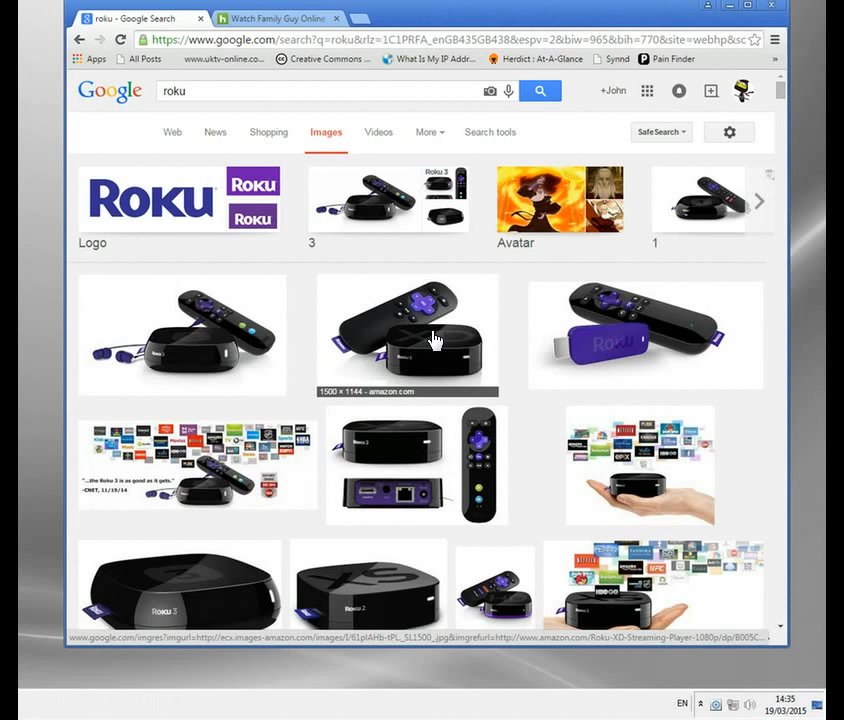 roku - Google Search
Watch Family Guy Online
https://www.google.com/search?q=roku&rlz=1C1PRFA_enGB435GB438&espv=2&biw=965&bih=770&site=webhp&sc
Apps All Posts www.uktv-online.co... Creative Commons ... What Is My IP Addr... Herdict : At-A-Glance Synnd Pain Finder »
Google roku +John
Web News Shopping Images Videos More Search tools SafeSearch
ROKU ROKU ROKU
Roku 3
Logo 3 Avatar 1
Roku
1500 × 1144 - amazon.com
"...the Roku 3 is as good as it gets."
-CNET, 11/19/14
Roku 3 Roku 2
XS
www.google.com/imgres?imgurl=http://ecx.images-amazon.com/images/I/61pIAHb-tPL_SL1500_.jpg&imgrefurl=http://www.amazon.com/Roku-XD-Streaming-Player-1080p/dp/B005C...
EN 14:35
19/03/2015